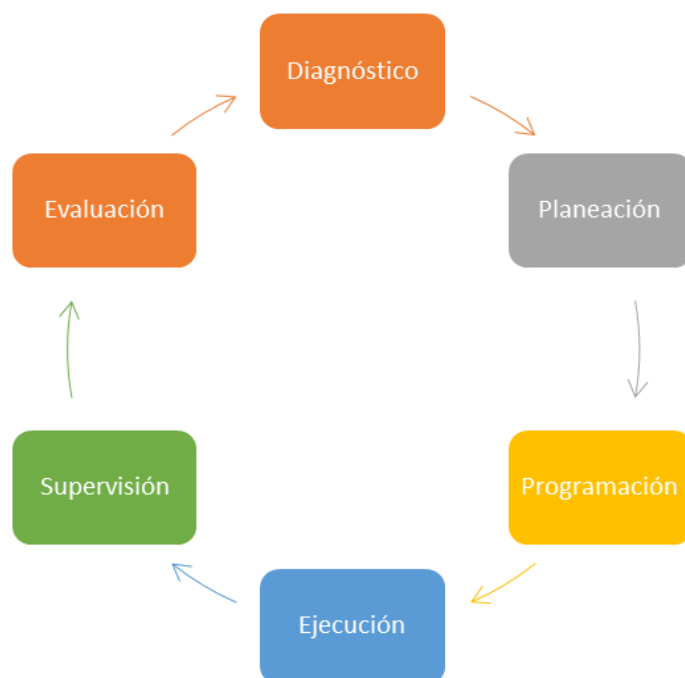 Diagnóstico
Planeación
Programación
Ejecución
Supervisión
Evaluación